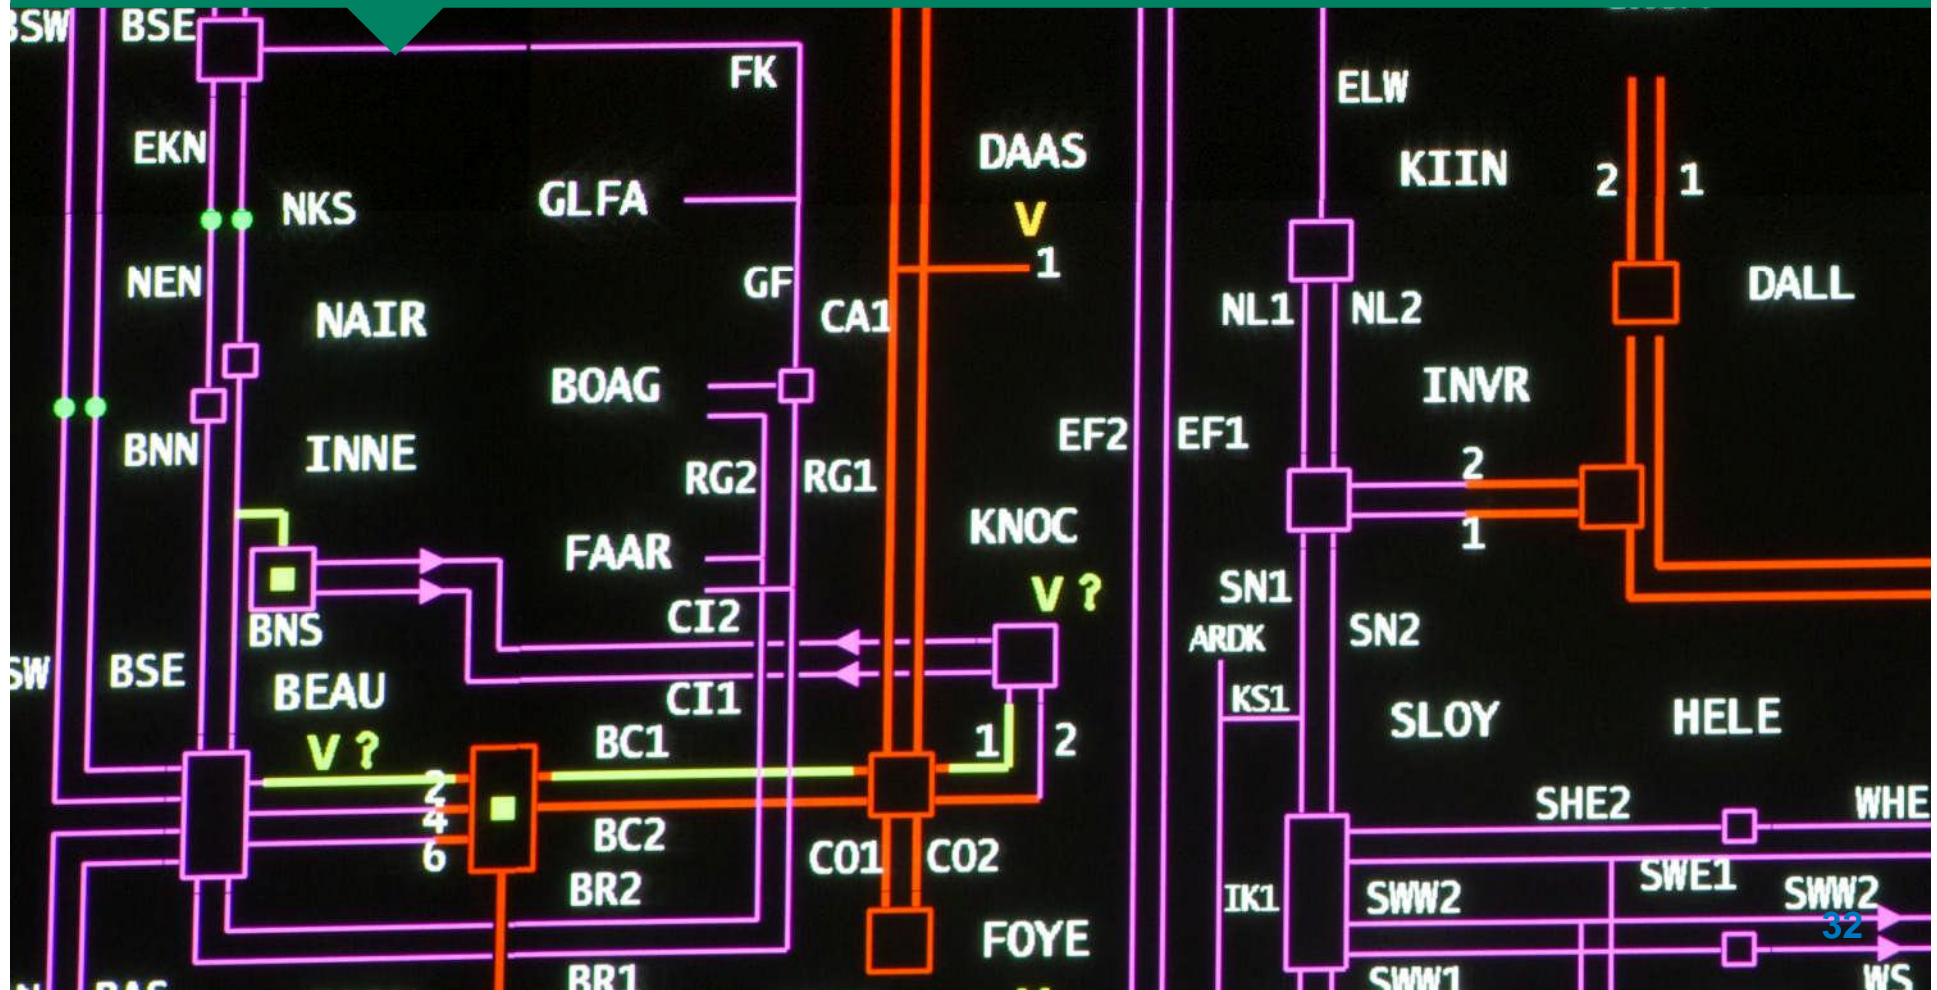 BSW BSE
FK
ELW
EKN
DAAS
KIIN
2 1
NKS
GLFA
V
1
NEN
GF
DALL
NAIR
CA1
NL1 NL2
BOAG
INVR
BNN
INNE
EF2 EF1
RG2 RG1
2
KNOC
1
FAAR
V ?
SN1
CI2
BNS
ARDK
SN2
SW BSE
BEAU
CI1
KS1
SLOY
HELE
V ?
BC1
1 2
2
4
6
SHE2
WHE
BC2
CO1 CO2
SWE1
BR2
IK1
SWW2
SWW2
32
FOYE
BR1
SWW1
WS